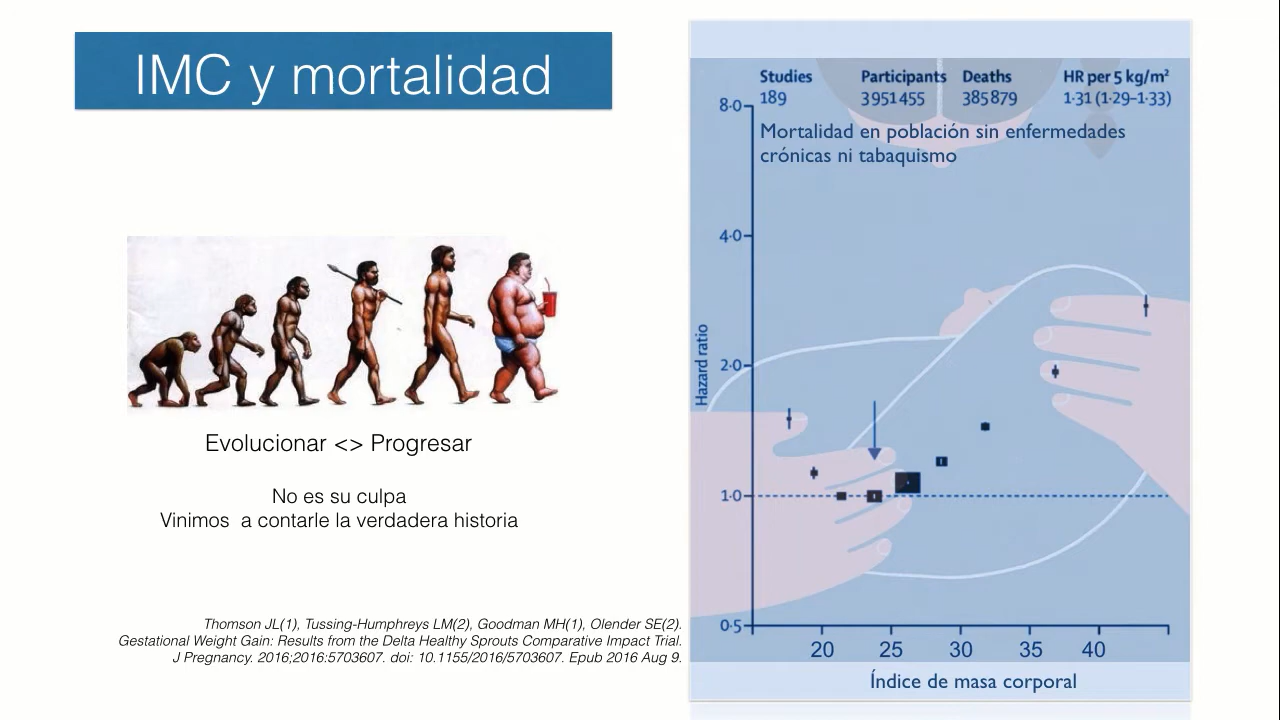 IMC y mortalidad
Evolucionar <> Progresar
No es su culpa
Vinimos a contarle la verdadera historia
Thomson JL(1), Tussing-Humphreys LM(2), Goodman MH(1), Olender SE(2).
Gestational Weight Gain: Results from the Delta Healthy Sprouts Comparative Impact Trial.
J Pregnancy. 2016;2016:5703607. doi: 10.1155/2016/5703607. Epub 2016 Aug 9.
Studies Participants Deaths HR per 5 kg/m²
189 3951455 385879 1·31 (1·29–1·33)
Mortalidad en población sin enfermedades
crónicas ni tabaquismo
8·0
4·0
2·0
1·0
0·5
Hazard ratio
20 25 30 35 40
Índice de masa corporal